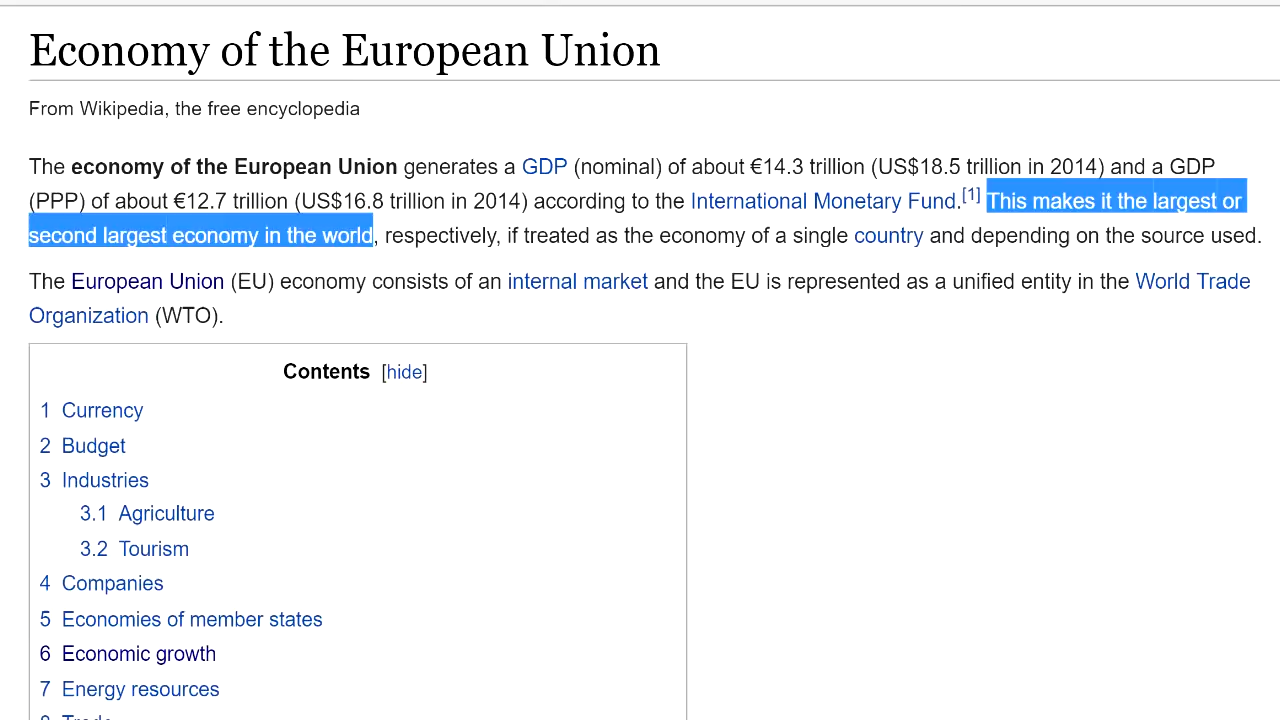 Economy of the European Union
From Wikipedia, the free encyclopedia
The economy of the European Union generates a GDP (nominal) of about €14.3 trillion (US$18.5 trillion in 2014) and a GDP
(PPP) of about €12.7 trillion (US$16.8 trillion in 2014) according to the International Monetary Fund.[1] This makes it the largest or
second largest economy in the world, respectively, if treated as the economy of a single country and depending on the source used.
The European Union (EU) economy consists of an internal market and the EU is represented as a unified entity in the World Trade
Organization (WTO).
Contents [hide]
1 Currency
2 Budget
3 Industries
3.1 Agriculture
3.2 Tourism
4 Companies
5 Economies of member states
6 Economic growth
7 Energy resources
8 Trade